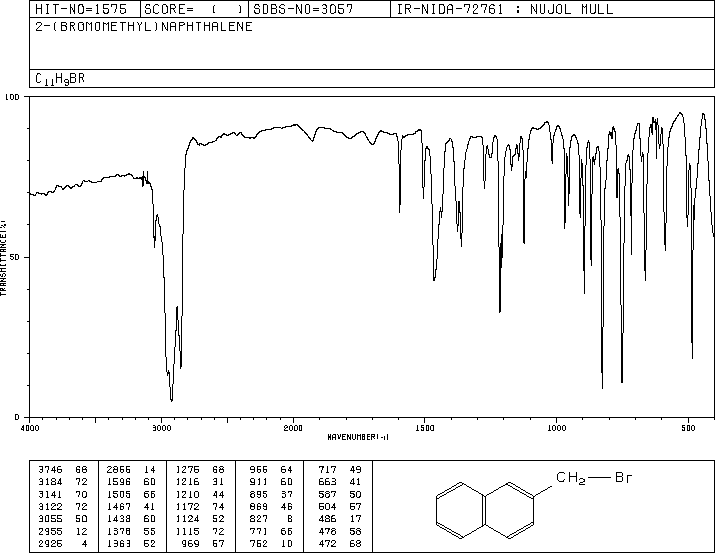 HIT-NO=1575 SCORE= ( ) SDBS-NO=3057 IR-NIDA-72761 : NUJOL MULL
2-(BROMOMETHYL)NAPHTHALENE
C11H9BR
100
TRANSMITTANCE(%)
50
0
4000 3000 2000 1500 1000 500
WAVENUMBER(-1)
3746 68 2855 14 1275 68 955 64 717 49
3184 72 1596 60 1216 31 911 60 663 41
3141 70 1505 66 1210 44 895 37 587 50
3122 72 1467 41 1172 74 869 46 504 57
3055 50 1438 60 1124 52 827 8 486 17
2955 12 1378 55 1115 72 771 66 478 58
2925 4 1363 52 969 57 752 10 472 68
CH2 Br